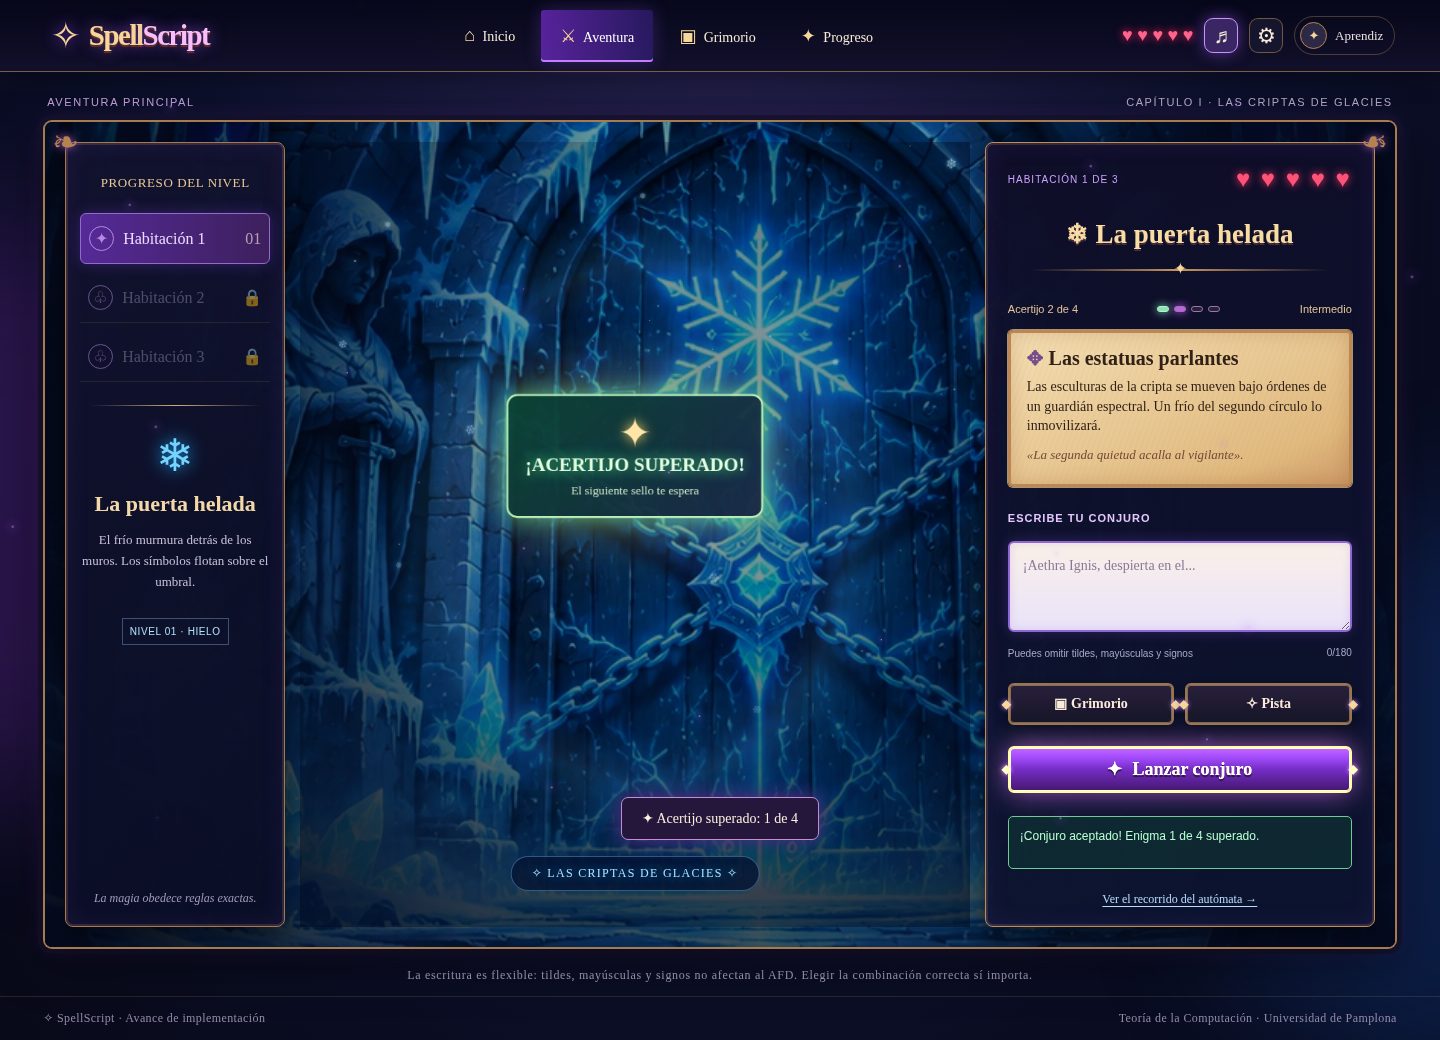 SpellScript
Inicio
Aventura
Grimorio
Progreso
Aprendiz
AVENTURA PRINCIPAL
CAPÍTULO I · LAS CRIPTAS DE GLACIES
PROGRESO DEL NIVEL
Habitación 1 01
Habitación 2
Habitación 3
La puerta helada
El frío murmura detrás de los
muros. Los símbolos flotan sobre el
umbral.
NIVEL 01 · HIELO
La magia obedece reglas exactas.
¡ACERTIJO SUPERADO!
El siguiente sello te espera
✦ Acertijo superado: 1 de 4
✧ LAS CRIPTAS DE GLACIES ✧
HABITACIÓN 1 DE 3
La puerta helada
Acertijo 2 de 4
Intermedio
Las estatuas parlantes
Las esculturas de la cripta se mueven bajo órdenes de
un guardián espectral. Un frío del segundo círculo lo
inmovilizará.
«La segunda quietud acalla al vigilante».
ESCRIBE TU CONJURO
¡Aethra Ignis, despierta en el...
Puedes omitir tildes, mayúsculas y signos
0/180
Grimorio
Pista
Lanzar conjuro
¡Conjuro aceptado! Enigma 1 de 4 superado.
Ver el recorrido del autómata →
La escritura es flexible: tildes, mayúsculas y signos no afectan al AFD. Elegir la combinación correcta sí importa.
✧ SpellScript · Avance de implementación
Teoría de la Computación · Universidad de Pamplona